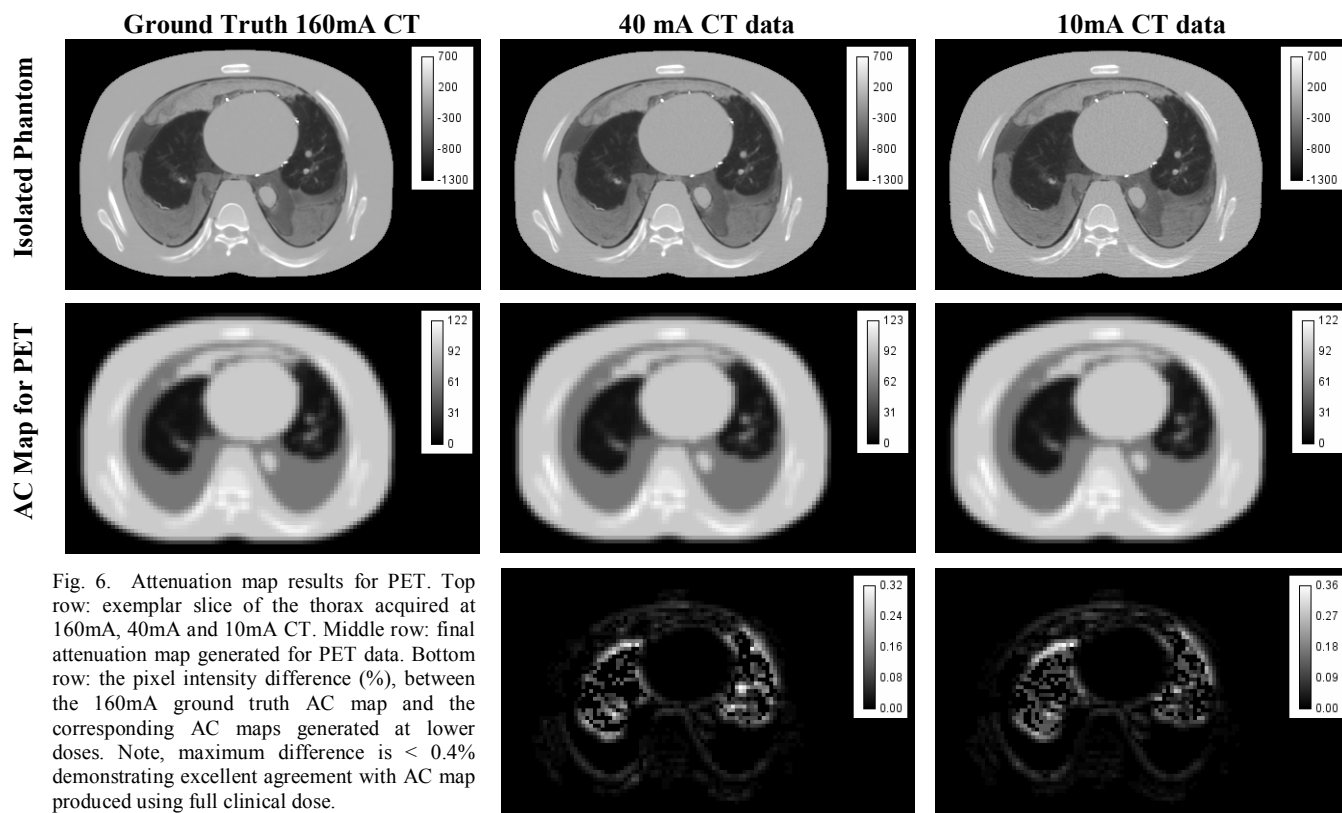 Ground Truth 160mA CT
40 mA CT data
10mA CT data
Isolated Phantom
700
200
-300
-800
-1300
700
200
-300
-800
-1300
700
200
-300
-800
-1300
AC Map for PET
122
92
61
31
0
123
92
61
31
0
122
92
61
31
0
Fig. 6. Attenuation map results for PET. Top
row: exemplar slice of the thorax acquired at
160mA, 40mA and 10mA CT. Middle row: final
attenuation map generated for PET data. Bottom
row: the pixel intensity difference (%), between
the 160mA ground truth AC map and the
corresponding AC maps generated at lower
doses. Note, maximum difference is < 0.4%
demonstrating excellent agreement with AC map
produced using full clinical dose.
0.32
0.24
0.16
0.08
0.00
0.36
0.27
0.18
0.09
0.00